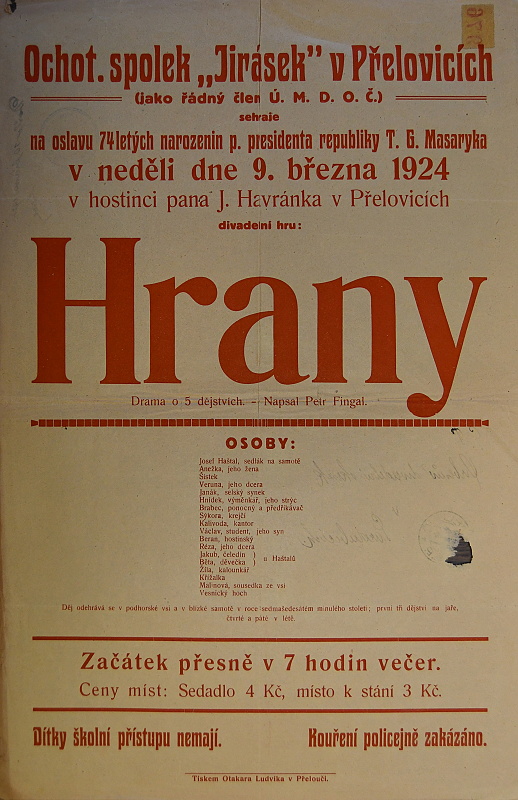 Ochot. spolek „Jirásek” v Přelovicích
(jako řádný člen Ú. M. D. O. Č.)
sehraje
na oslavu 74letých narozenin p. presidenta republiky T. G. Masaryka
v neděli dne 9. března 1924
v hostinci pana J. Havránka v Přelovicích
divadelní hru:
Hrany
Drama o 5 dějstvích. - Napsal Petr Fingal.
OSOBY:
Josef Haštal, sedlák na samotě
Anežka, jeho žena
Šístek
Veruna, jeho dcera
Janák, selský synek
Hnídek, výměnkář, jeho strýc
Brabec, ponocný a předříkávač
Sýkora, krejčí
Kalivoda, kantor
Václav, student, jeho syn
Beran, hostinský
Réza, jeho dcera
Jakub, čeledín )
Běta, děvečka ) u Haštalů
Žíla, kalounkář
Křížalka
Malinová, sousedka ze vsi
Vesnický hoch
Děj odehrává se v podhorské vsi a v blízké samotě v roce sedmašedesátém minulého století; první tři dějství na jaře,
čtvrté a páté v létě.
Začátek přesně v 7 hodin večer.
Ceny míst: Sedadlo 4 Kč, místo k stání 3 Kč.
Dítky školní přístupu nemají. Kouření policejně zakázáno.
Tiskem Otakara Ludvíka v Přelouči.